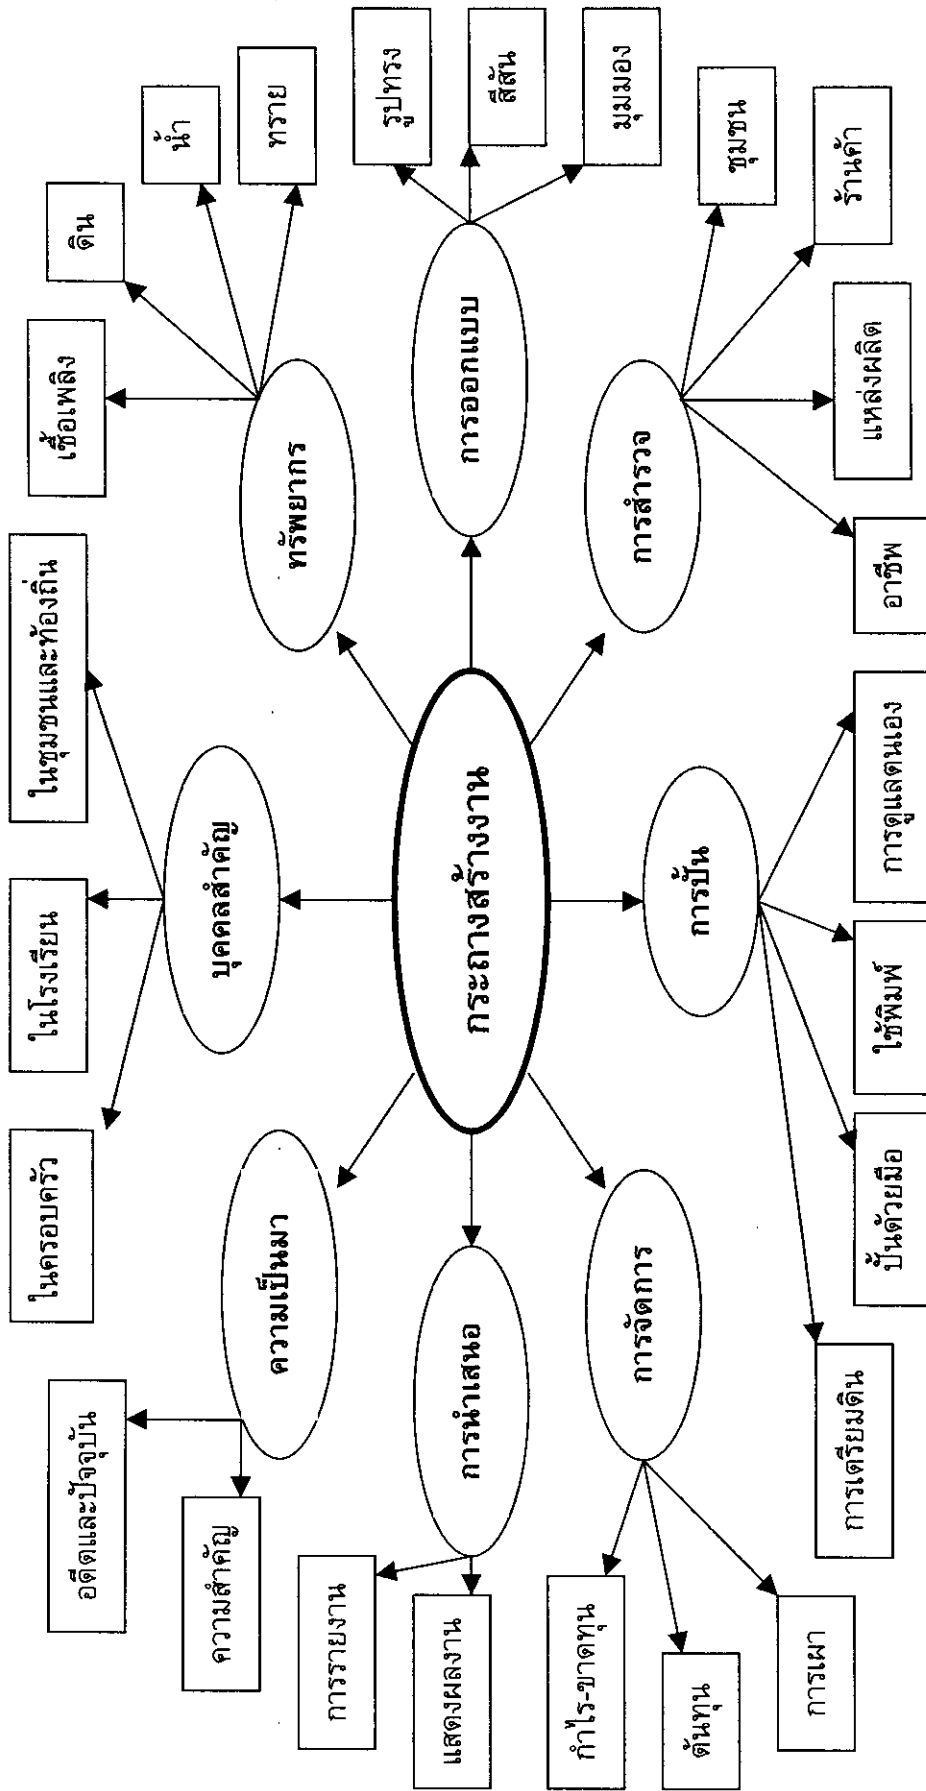 ในครอบครัว
ในโรงเรียน
ในชุมชนและท้องถิ่น
เชื้อเพลิง
ดิน
น้ำ
ทราย
อดีตและปัจจุบัน
ความสำคัญ
ความเป็นมา
บุคคลสำคัญ
ทรัพยากร
รูปทรง
สีสัน
มุมมอง
การรายงาน
แสดงผลงาน
การนำเสนอ
กระถางสร้างงาน
การออกแบบ
กำไร-ขาดทุน
ต้นทุน
การเผา
การจัดการ
การปั้น
การสำรวจ
ชุมชน
ร้านค้า
แหล่งผลิต
อาชีพ
การเตรียมดิน
ปั้นด้วยมือ
ใช้พิมพ์
การดูแลตนเอง